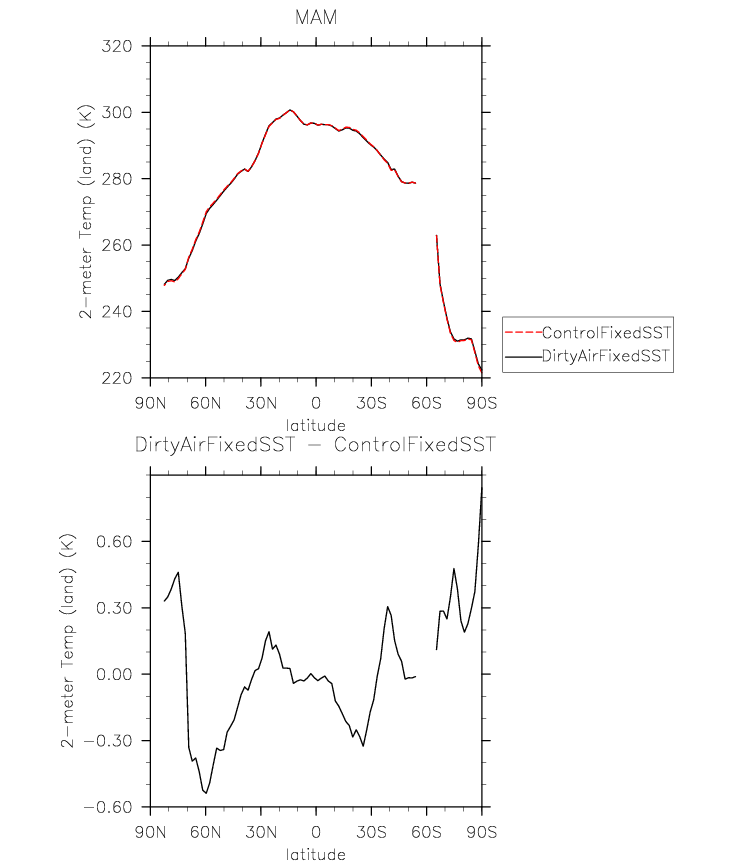 MAM
2-meter Temp (land) (K)
320
300
280
260
240
220
90N 60N 30N 0 30S 60S 90S
latitude
ControlFixedSST
DirtyAirFixedSST
DirtyAirFixedSST - ControlFixedSST
2-meter Temp (land) (K)
0.60
0.30
0.00
-0.30
-0.60
90N 60N 30N 0 30S 60S 90S
latitude